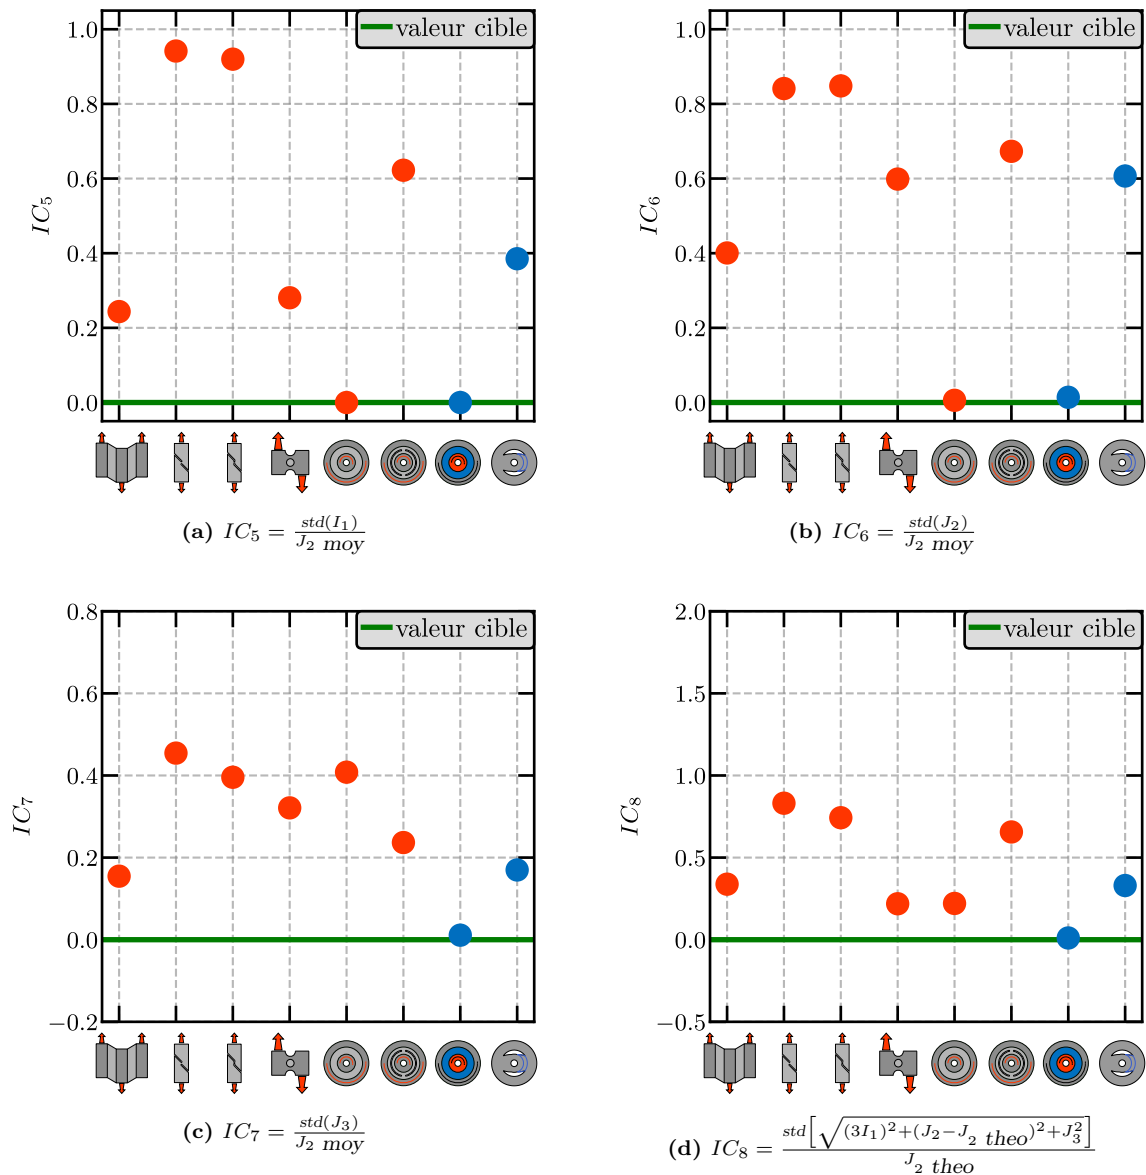 valeur cible
1.0
0.8
0.6
0.4
0.2
0.0
IC₅
(a) IC₅ = std(I₁) / J₂ moy
valeur cible
1.0
0.8
0.6
0.4
0.2
0.0
IC₆
(b) IC₆ = std(J₂) / J₂ moy
valeur cible
0.8
0.6
0.4
0.2
0.0
−0.2
IC₇
(c) IC₇ = std(J₃) / J₂ moy
valeur cible
2.0
1.5
1.0
0.5
0.0
−0.5
IC₈
(d) IC₈ = std[√((3I₁)²+(J₂−J₂ theo)²+J₃²)] / J₂ theo